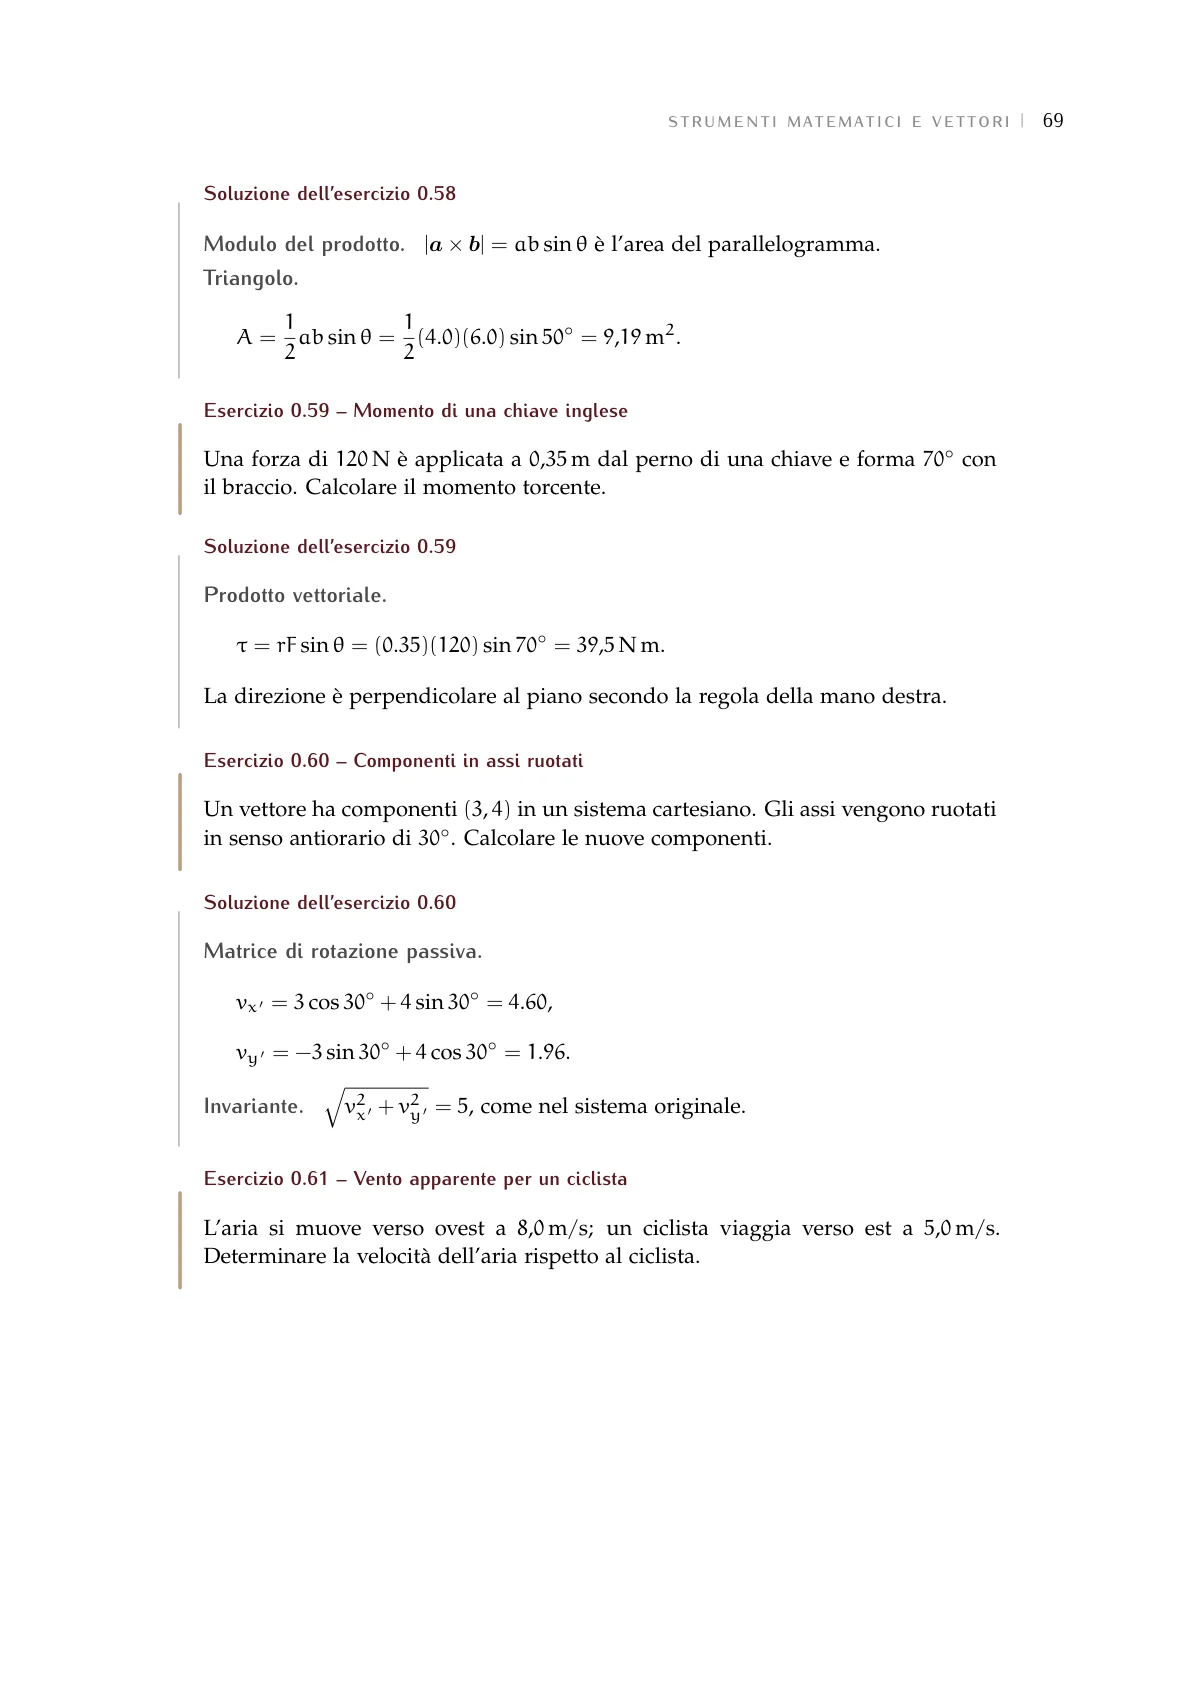 STRUMENTI MATEMATICI E VETTORI | 69
Soluzione dell'esercizio 0.58
Modulo del prodotto. |a × b| = ab sin θ è l'area del parallelogramma.
Triangolo.
A = 1/2 ab sin θ = 1/2 (4.0)(6.0) sin 50° = 9,19 m².
Esercizio 0.59 – Momento di una chiave inglese
Una forza di 120 N è applicata a 0,35 m dal perno di una chiave e forma 70° con
il braccio. Calcolare il momento torcente.
Soluzione dell'esercizio 0.59
Prodotto vettoriale.
τ = rF sin θ = (0.35)(120) sin 70° = 39,5 N m.
La direzione è perpendicolare al piano secondo la regola della mano destra.
Esercizio 0.60 – Componenti in assi ruotati
Un vettore ha componenti (3, 4) in un sistema cartesiano. Gli assi vengono ruotati
in senso antiorario di 30°. Calcolare le nuove componenti.
Soluzione dell'esercizio 0.60
Matrice di rotazione passiva.
v_x′ = 3 cos 30° + 4 sin 30° = 4.60,
v_y′ = −3 sin 30° + 4 cos 30° = 1.96.
Invariante. √(v²_x′ + v²_y′) = 5, come nel sistema originale.
Esercizio 0.61 – Vento apparente per un ciclista
L'aria si muove verso ovest a 8,0 m/s; un ciclista viaggia verso est a 5,0 m/s.
Determinare la velocità dell'aria rispetto al ciclista.